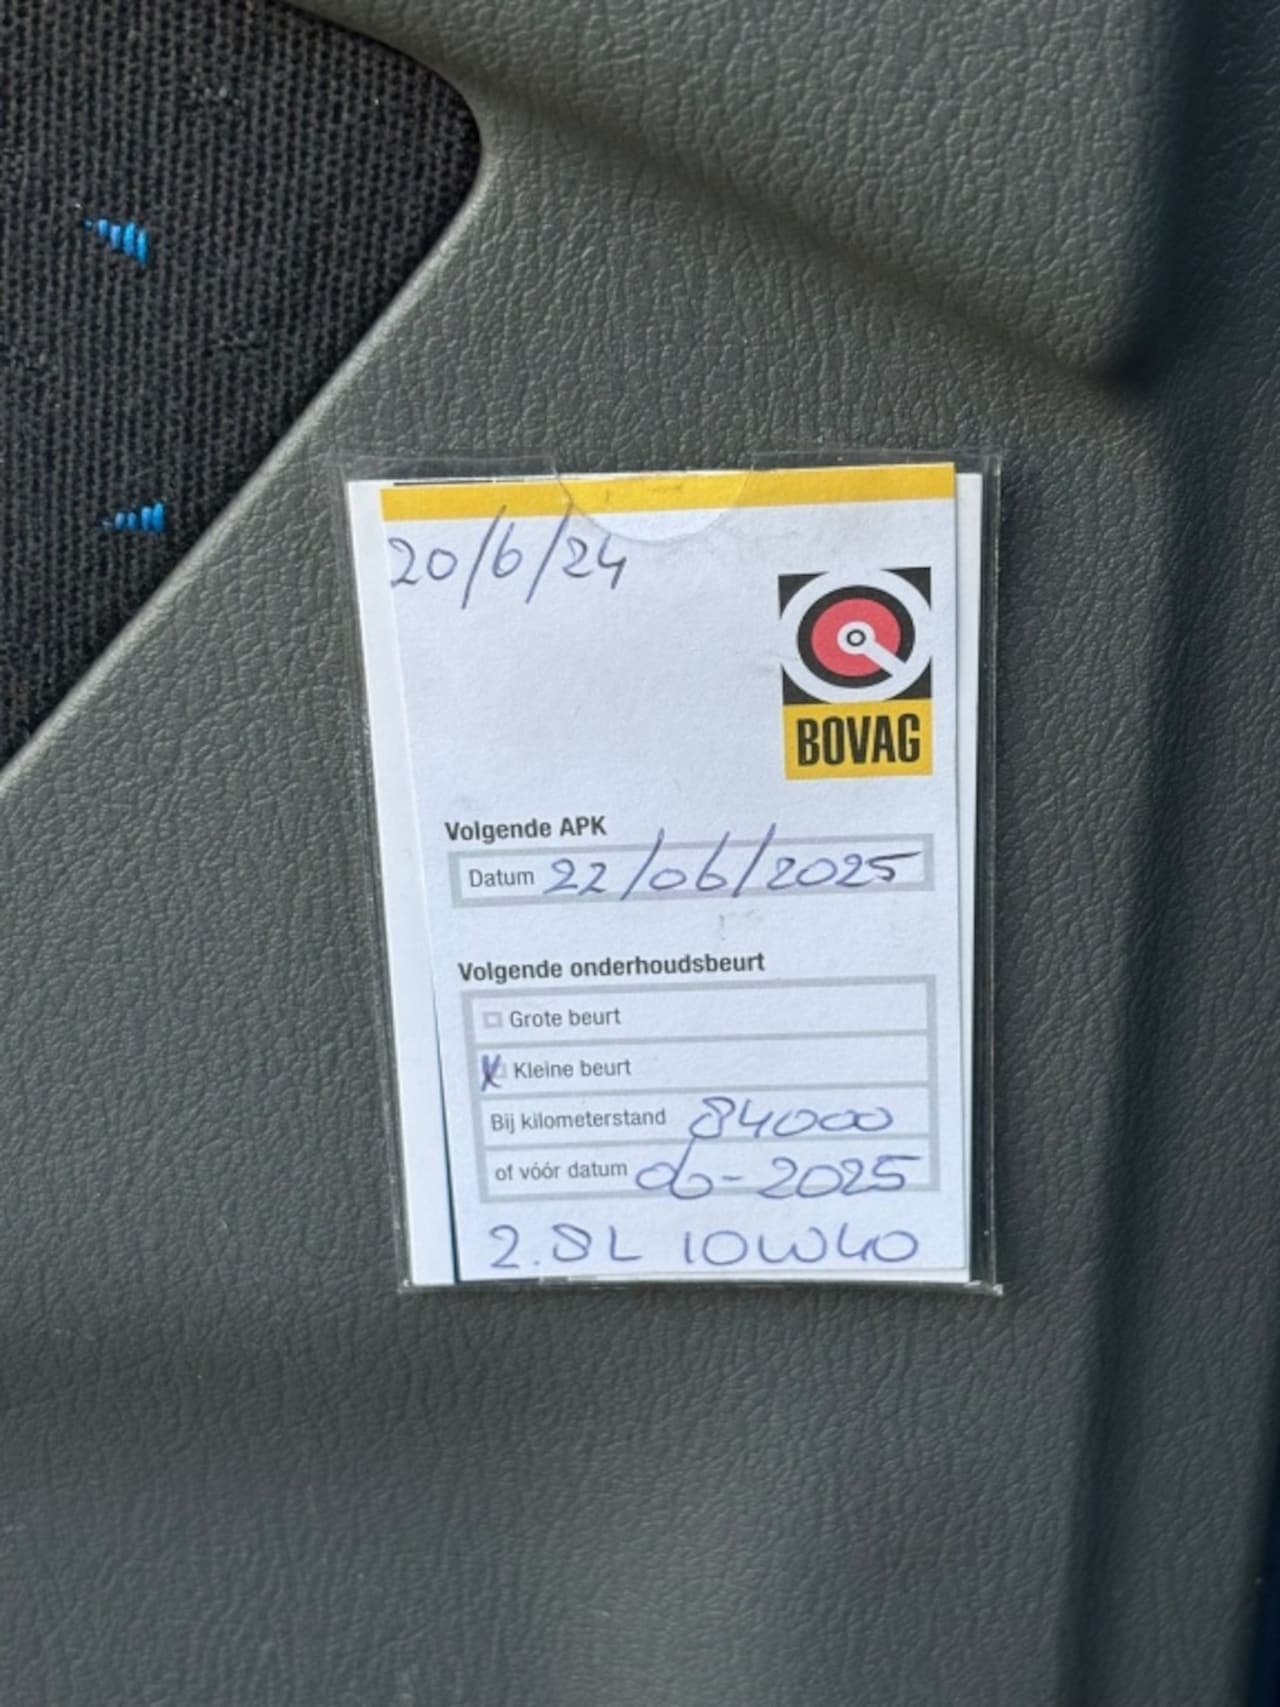 20/6/24
BOVAG
Volgende APK
Datum 22/06/2025
Volgende onderhoudsbeurt
Grote beurt
X Kleine beurt
Bij kilometerstand 84000
of vóór datum 06-2025
2.8L 10W40